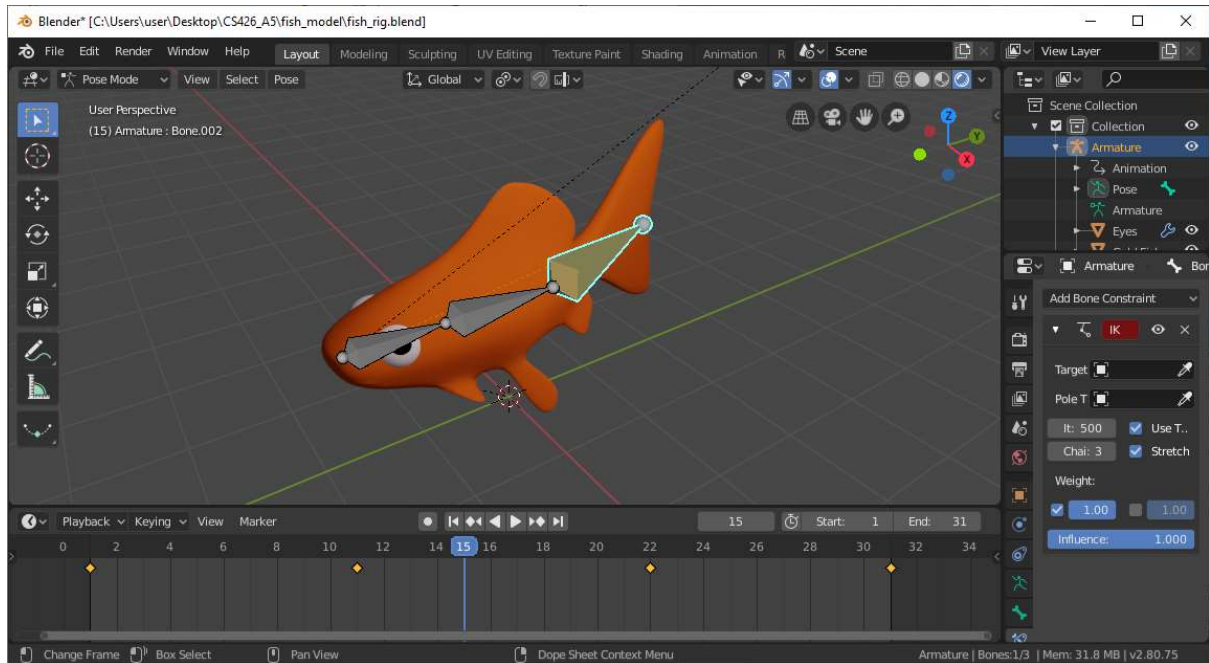 Blender* [C:\Users\user\Desktop\CS426_A5\fish_model\fish_rig.blend]
File Edit Render Window Help Layout Modeling Sculpting UV Editing Texture Paint Shading Animation R Scene View Layer
Pose Mode View Select Pose Global
User Perspective
(15) Armature : Bone.002
Z
Y
X
Scene Collection
Collection
Armature
Animation
Pose
Armature
Eyes
Armature Bor
Add Bone Constraint
IK
Target
Pole T
It: 500 Use T..
Chai: 3 Stretch
Weight:
1.00 1.00
Influence: 1.000
Playback Keying View Marker 15 Start: 1 End: 31
0 2 4 6 8 10 12 14 15 16 18 20 22 24 26 28 30 32 34
Change Frame Box Select Pan View Dope Sheet Context Menu Armature | Bones:1/3 | Mem: 31.8 MB | v2.80.75